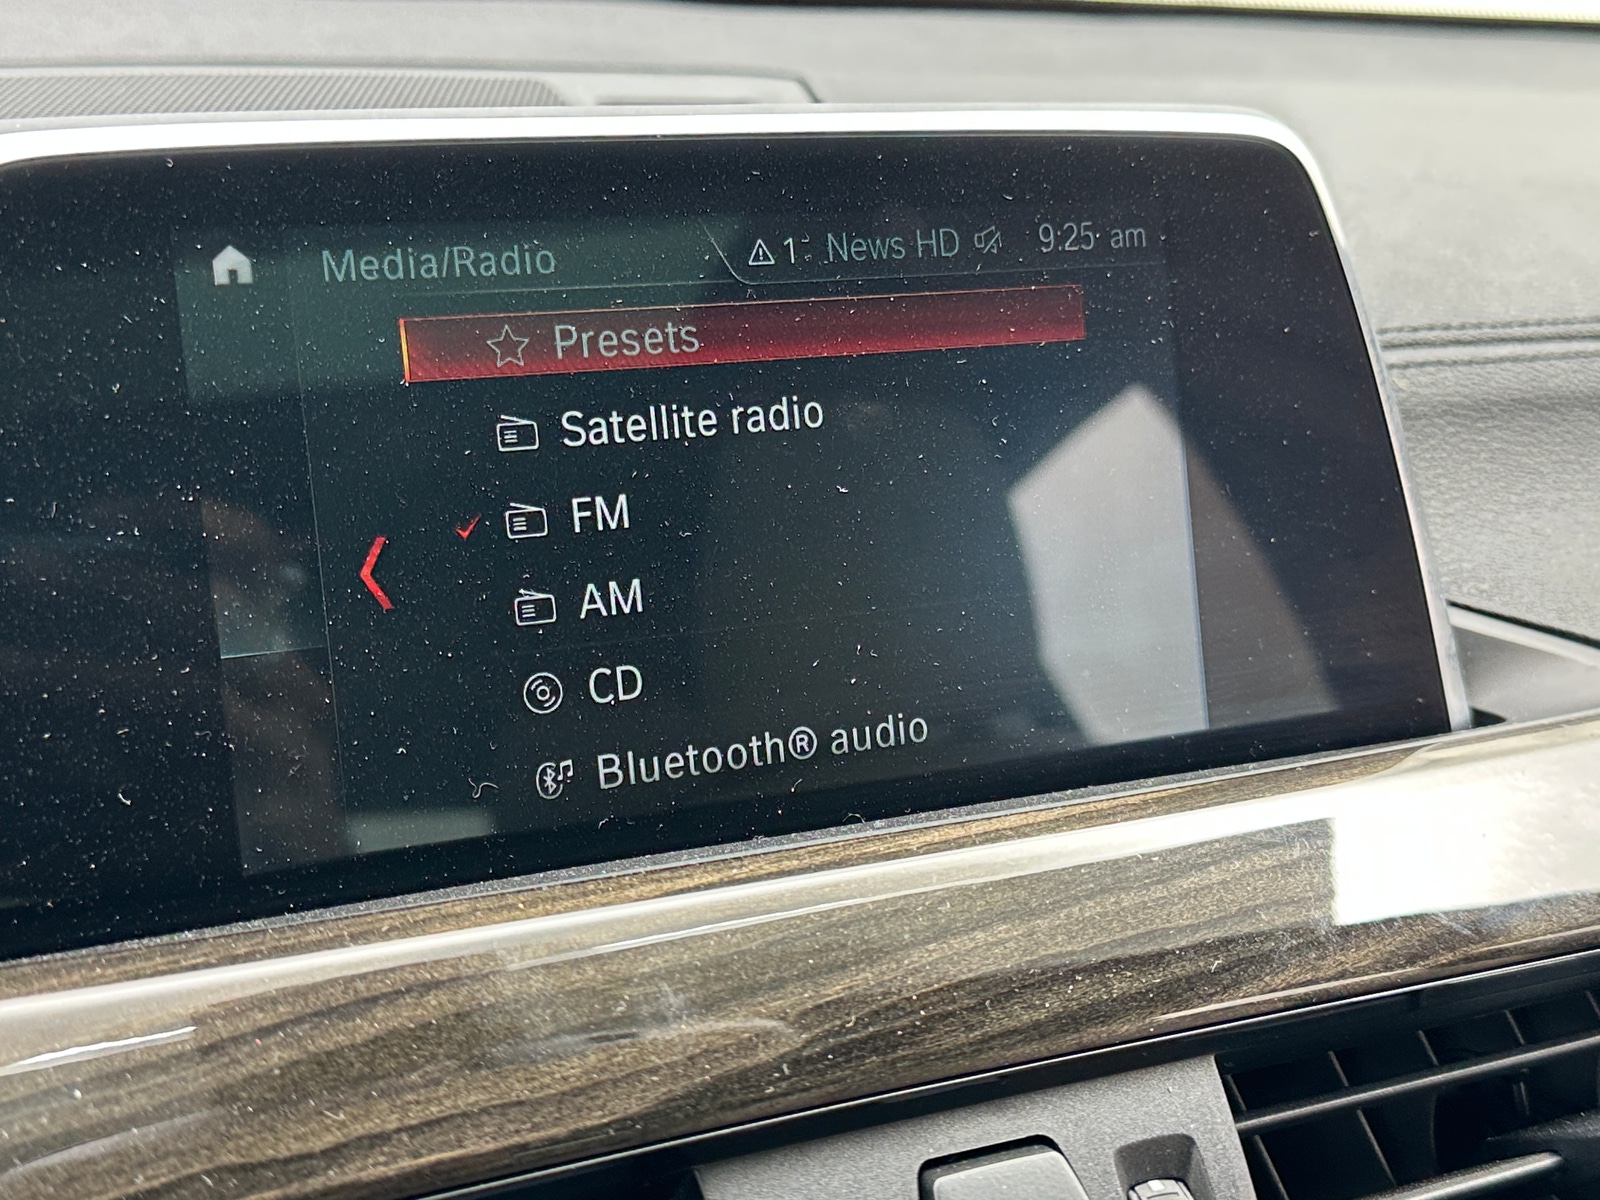 Media/Radio
1 News HD 9:25 am
Presets
Satellite radio
FM
AM
CD
Bluetooth® audio